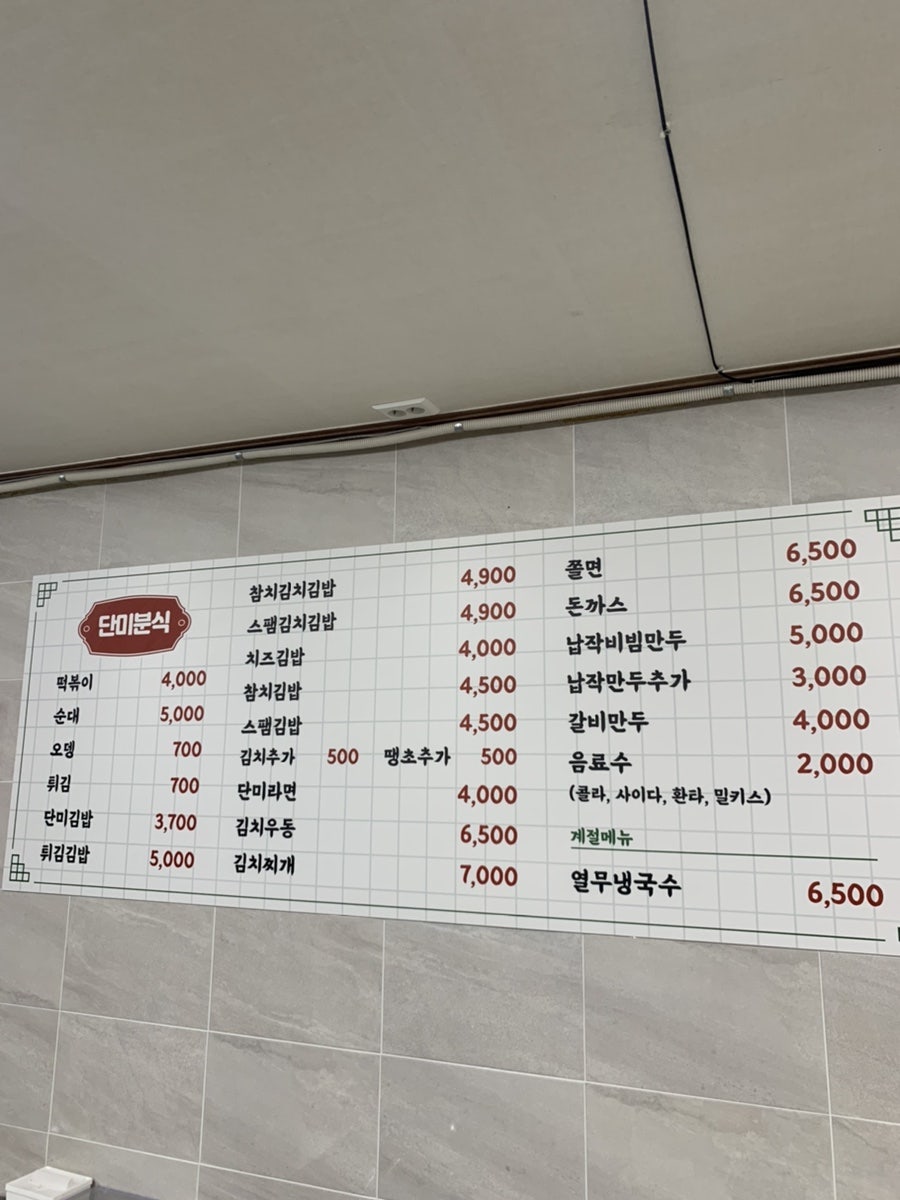 단미분식
떡볶이 4,000
순대 5,000
오뎅 700
튀김 700
단미김밥 3,700
튀김김밥 5,000
참치김치김밥 4,900
스팸김치김밥 4,900
치즈김밥 4,000
참치김밥 4,500
스팸김밥 4,500
김치추가 500 땡초추가 500
단미라면 4,000
김치우동 6,500
김치찌개 7,000
쫄면 6,500
돈까스 6,500
납작비빔만두 5,000
납작만두추가 3,000
갈비만두 4,000
음료수 2,000
(콜라, 사이다, 환타, 밀키스)
계절메뉴
열무냉국수 6,500